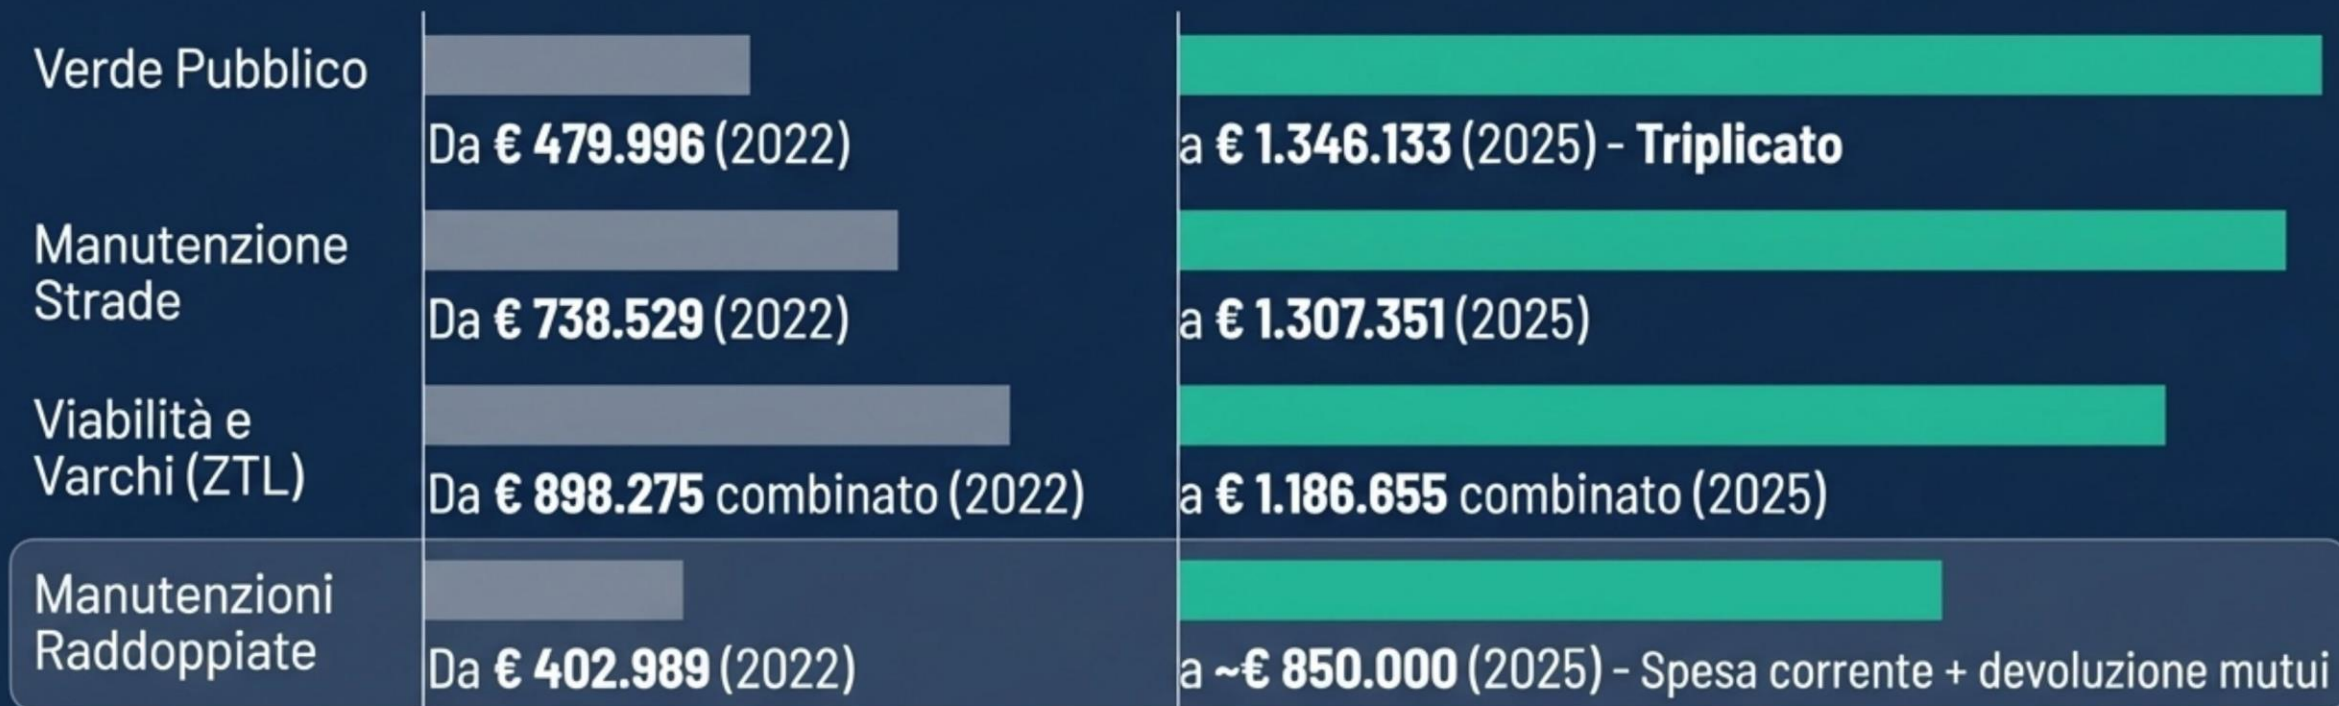 Verde Pubblico
Da € 479.996 (2022)
a € 1.346.133 (2025) - Triplicato
Manutenzione
Strade
Da € 738.529 (2022)
a € 1.307.351 (2025)
Viabilità e
Varchi (ZTL)
Da € 898.275 combinato (2022)
a € 1.186.655 combinato (2025)
Manutenzioni
Raddoppiate
Da € 402.989 (2022)
a ~€ 850.000 (2025) - Spesa corrente + devoluzione mutui